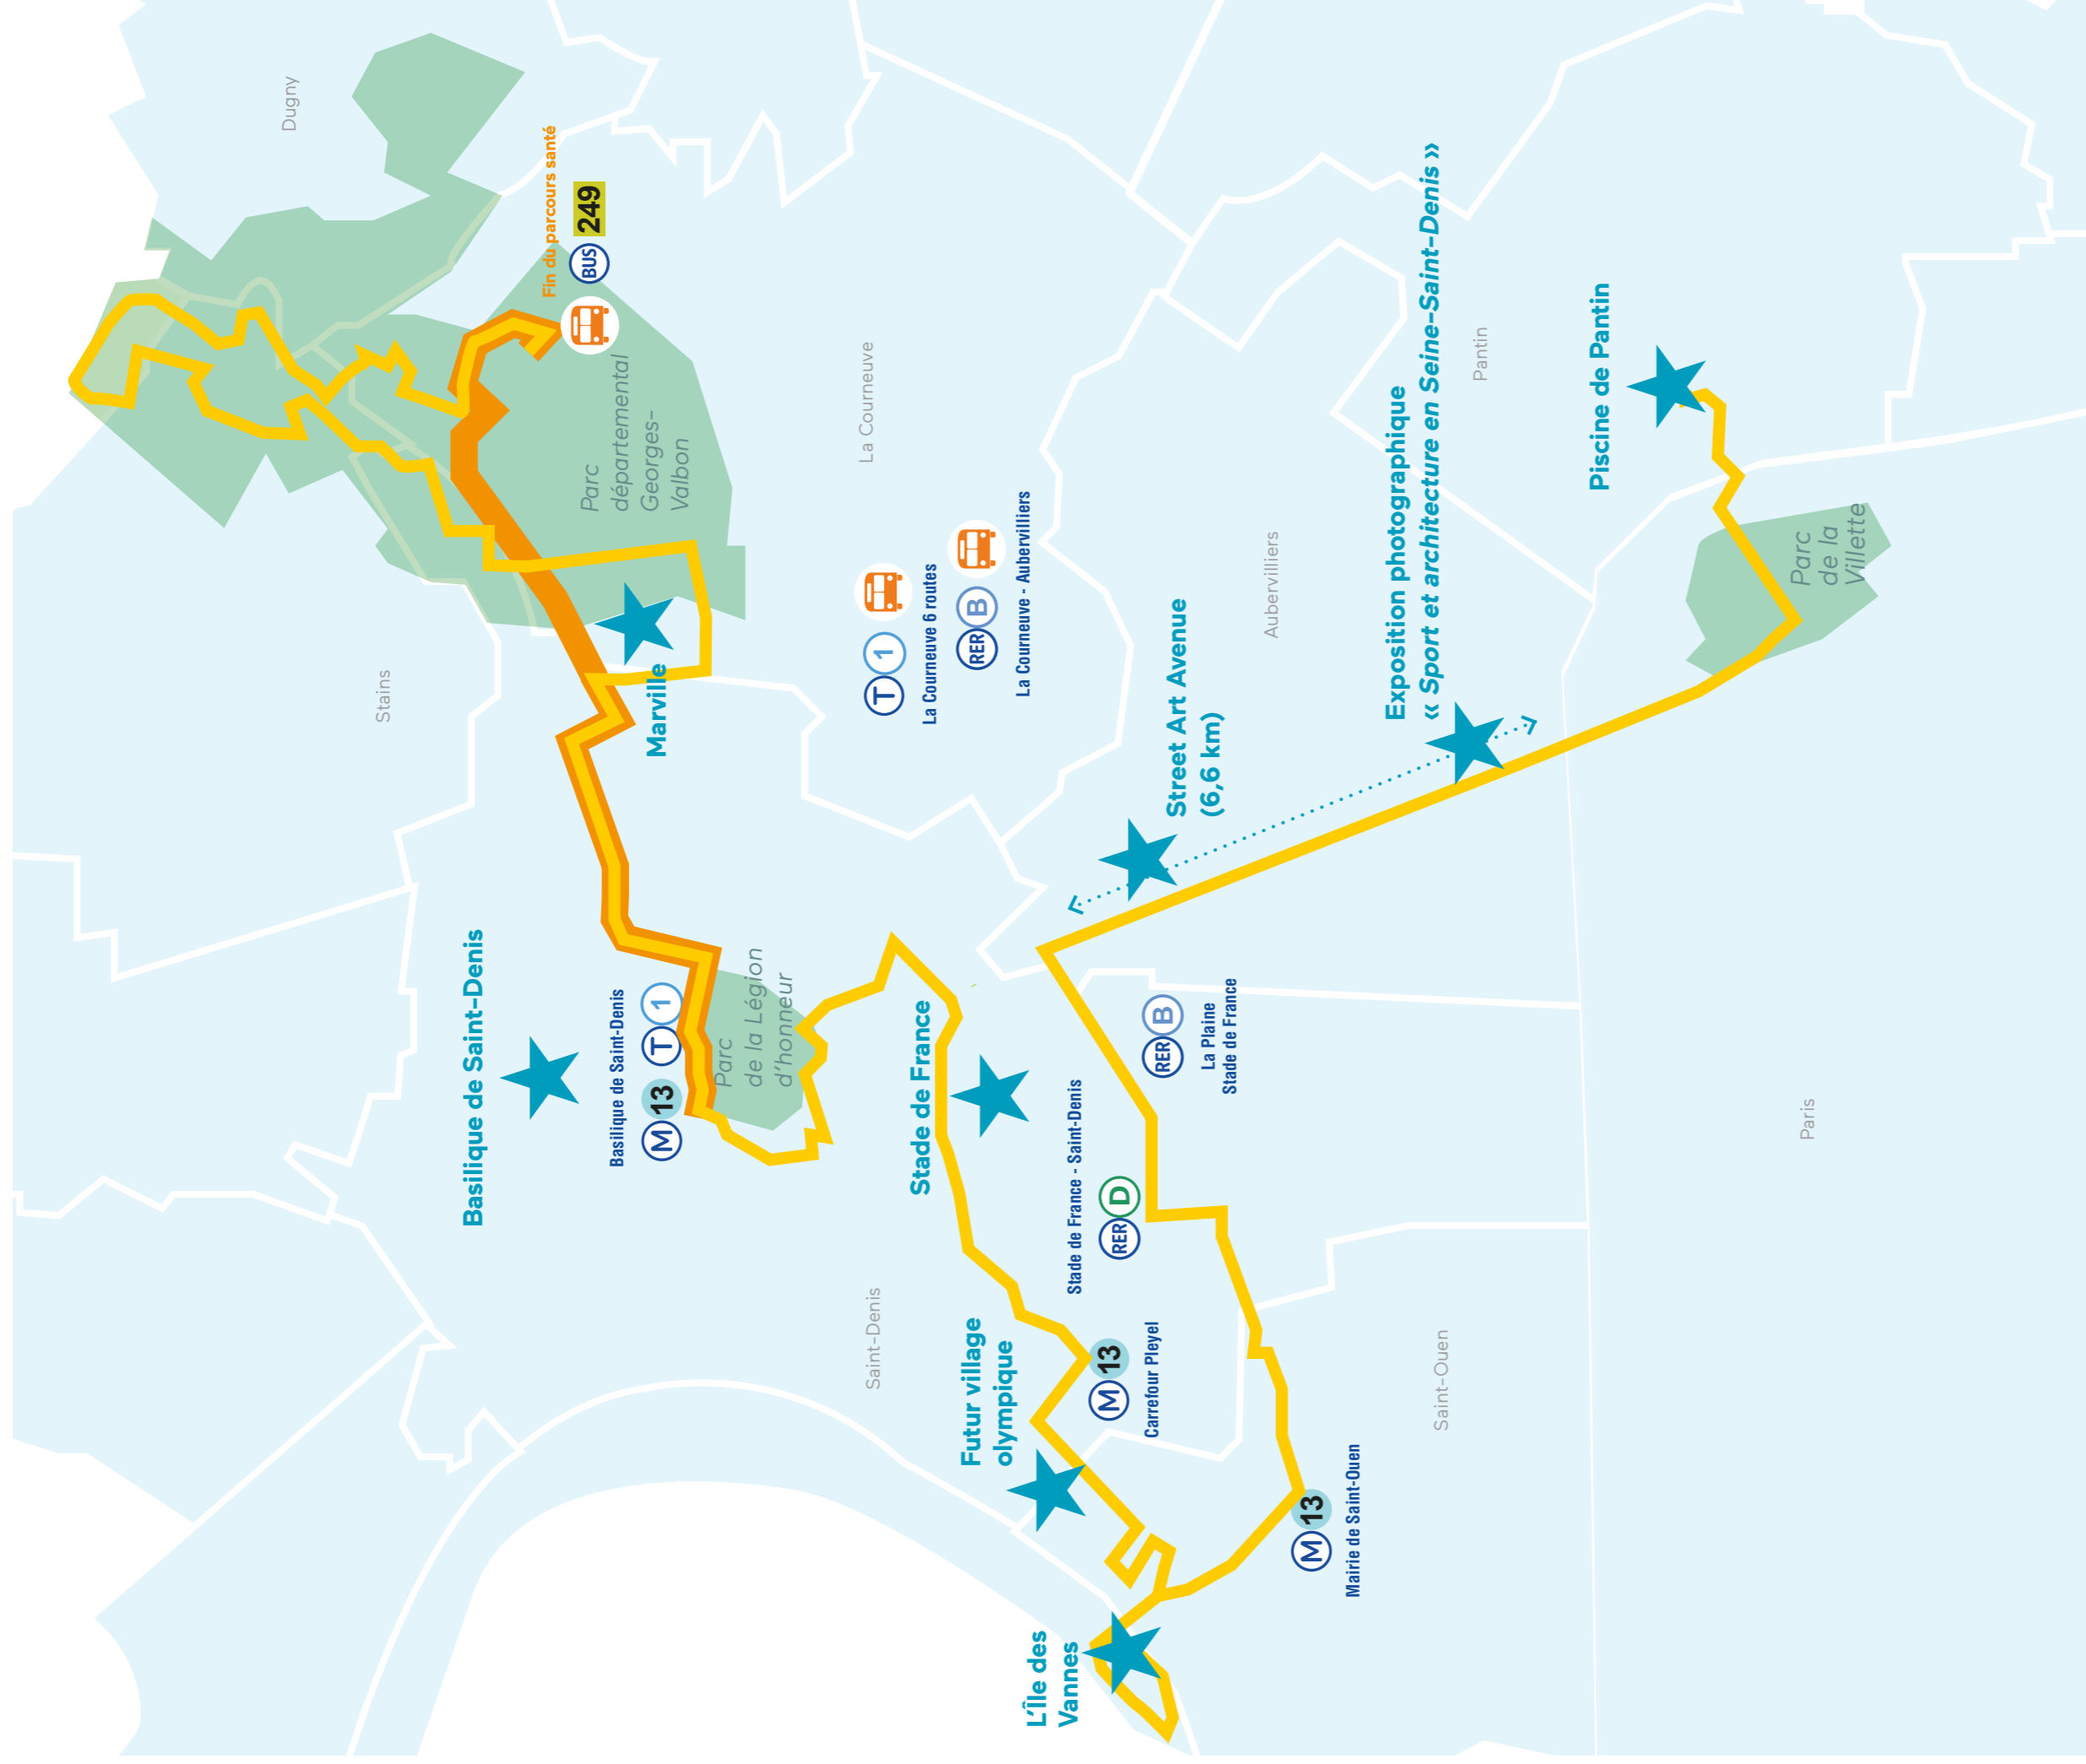 Dugny
Fin du parcours santé
BUS 249
Parc
départemental
Georges-
Valbon
La Courneuve
Stains
Marville
T 1
La Courneuve 6 routes
RER B
La Courneuve - Aubervilliers
Aubervilliers
Pantin
Piscine de Pantin
Exposition photographique
« Sport et architecture en Seine-Saint-Denis »
Parc
de la
Villette
Street Art Avenue
(6,6 km)
Basilique de Saint-Denis
Basilique de Saint-Denis
M 13 T 1
Parc
de la Légion
d'honneur
Stade de France
Stade de France - Saint-Denis
RER D
RER B
La Plaine
Stade de France
Paris
Saint-Denis
Futur village
olympique
M 13
Carrefour Pleyel
Saint-Ouen
M 13
Mairie de Saint-Ouen
L'Île des
Vannes